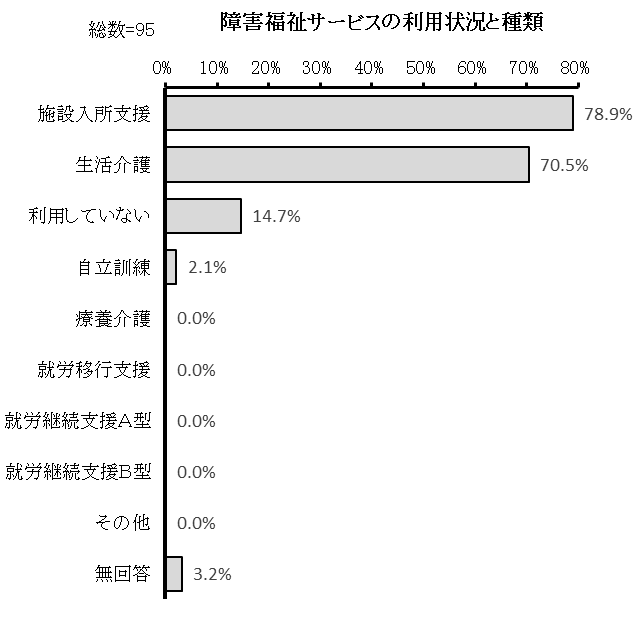 障害福祉サービスの利用状況と種類
総数=95
0% 10% 20% 30% 40% 50% 60% 70% 80%
施設入所支援 78.9%
生活介護 70.5%
利用していない 14.7%
自立訓練 2.1%
療養介護 0.0%
就労移行支援 0.0%
就労継続支援A型 0.0%
就労継続支援B型 0.0%
その他 0.0%
無回答 3.2%